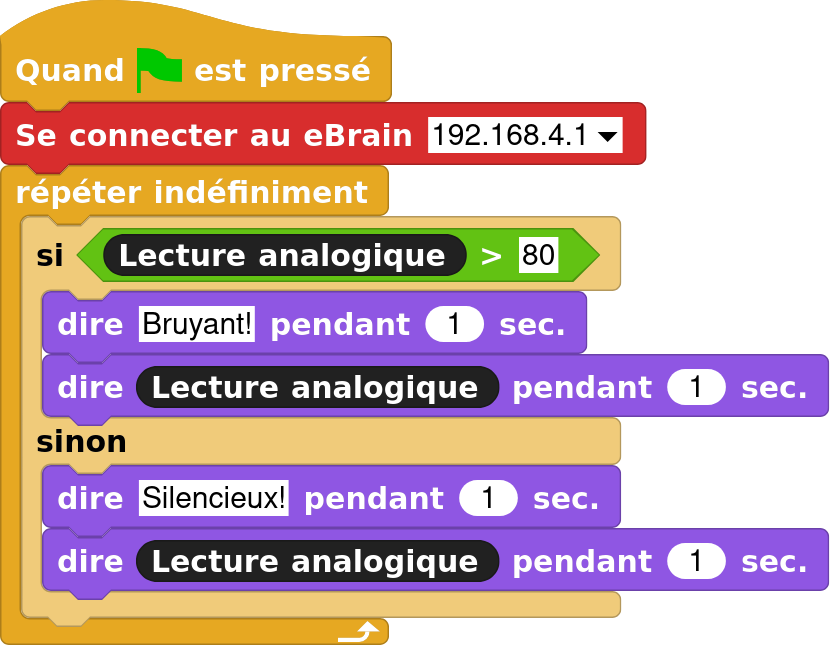 Quand est pressé
Se connecter au eBrain 192.168.4.1
répéter indéfiniment
si Lecture analogique > 80
dire Bruyant! pendant 1 sec.
dire Lecture analogique pendant 1 sec.
sinon
dire Silencieux! pendant 1 sec.
dire Lecture analogique pendant 1 sec.